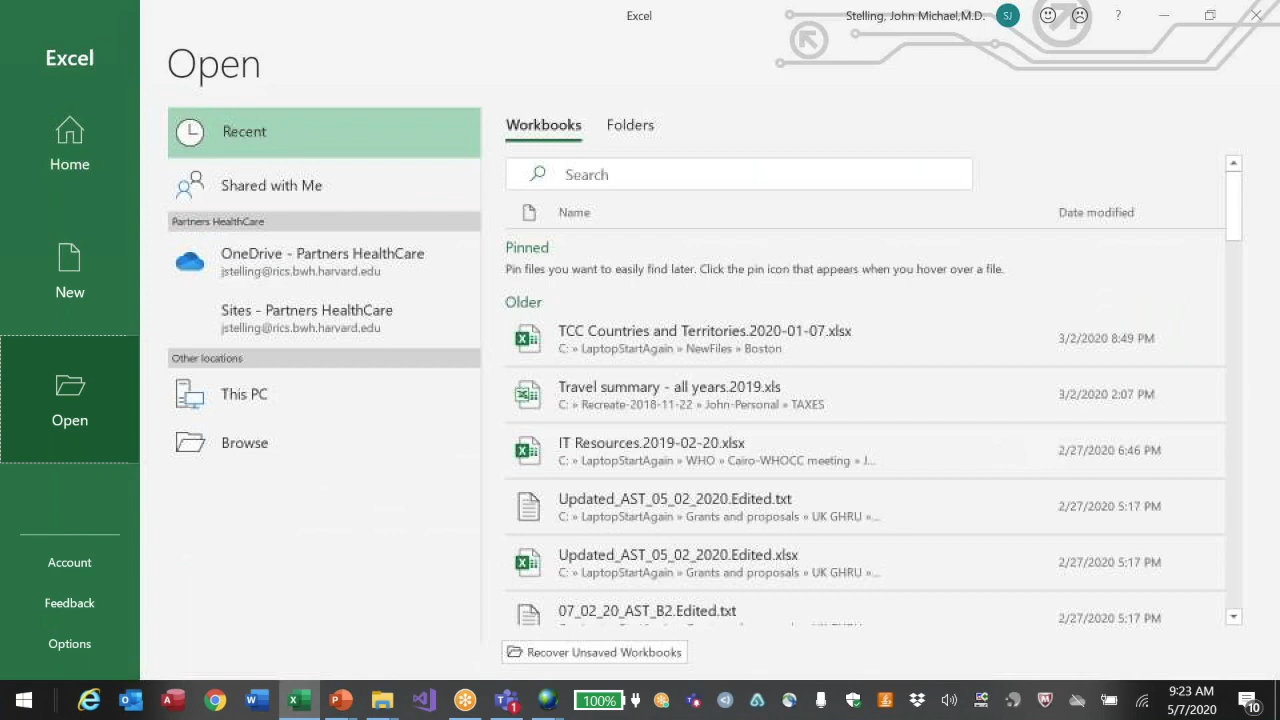 Excel
Stelling, John Michael,M.D.
SJ
?
Excel
Home
New
Open
Account
Feedback
Options
Open
Recent
Shared with Me
Partners HealthCare
OneDrive - Partners HealthCare
jstelling@rics.bwh.harvard.edu
Sites - Partners HealthCare
jstelling@rics.bwh.harvard.edu
Other locations
This PC
Browse
Workbooks Folders
Search
Name Date modified
Pinned
Pin files you want to easily find later. Click the pin icon that appears when you hover over a file.
Older
TCC Countries and Territories.2020-01-07.xlsx
C: » LaptopStartAgain » NewFiles » Boston
3/2/2020 8:49 PM
Travel summary - all years.2019.xls
C: » Recreate-2018-11-22 » John-Personal » TAXES
3/2/2020 2:07 PM
IT Resources.2019-02-20.xlsx
C: » LaptopStartAgain » WHO » Cairo-WHOCC meeting » J...
2/27/2020 6:46 PM
Updated_AST_05_02_2020.Edited.txt
C: » LaptopStartAgain » Grants and proposals » UK GHRU »...
2/27/2020 5:17 PM
Updated_AST_05_02_2020.Edited.xlsx
C: » LaptopStartAgain » Grants and proposals » UK GHRU »...
2/27/2020 5:17 PM
07_02_20_AST_B2.Edited.txt
2/27/2020 5:17 PM
Recover Unsaved Workbooks
100%
9:23 AM
5/7/2020
10